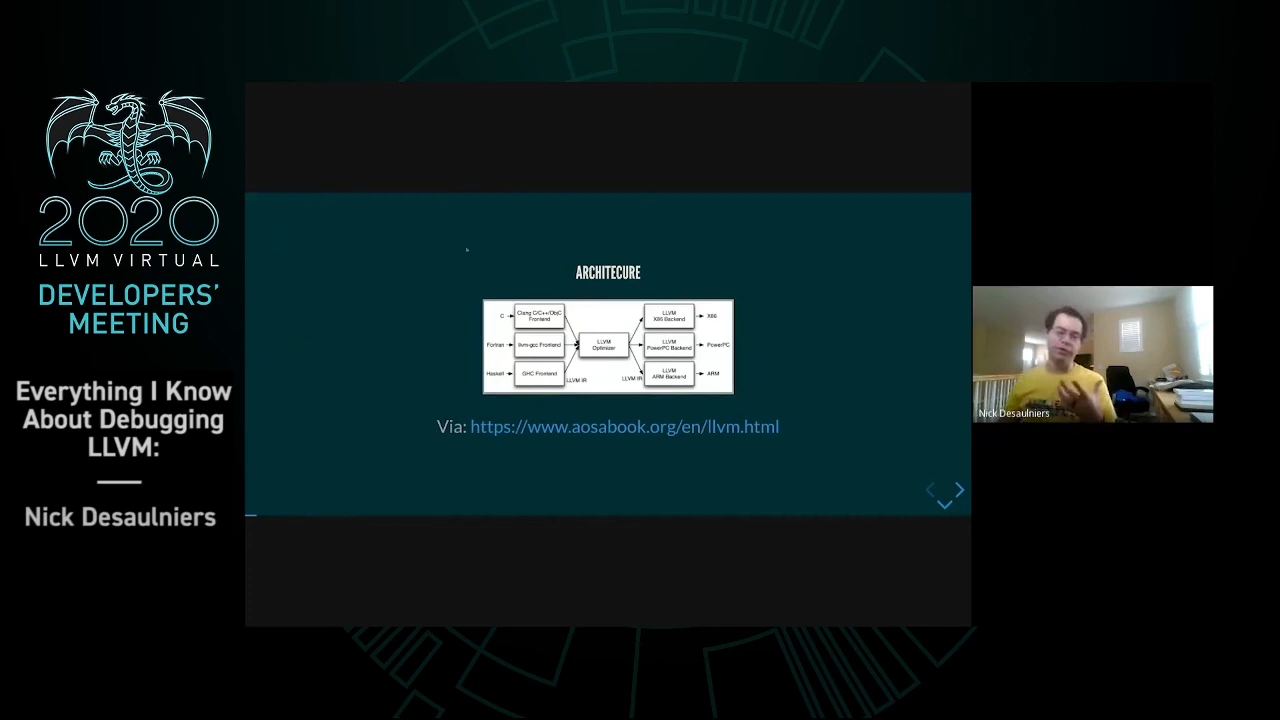 2020
LLVM VIRTUAL
DEVELOPERS'
MEETING
Everything I Know
About Debugging
LLVM:
Nick Desaulniers
ARCHITECURE
C
Clang C/C++/ObjC
Frontend
LLVM
X86 Backend
X86
Fortran
llvm-gcc Frontend
LLVM
Optimizer
LLVM
PowerPC Backend
PowerPC
Haskell
GHC Frontend
LLVM IR
LLVM IR
LLVM
ARM Backend
ARM
Via: https://www.aosabook.org/en/llvm.html
Nick Desaulniers